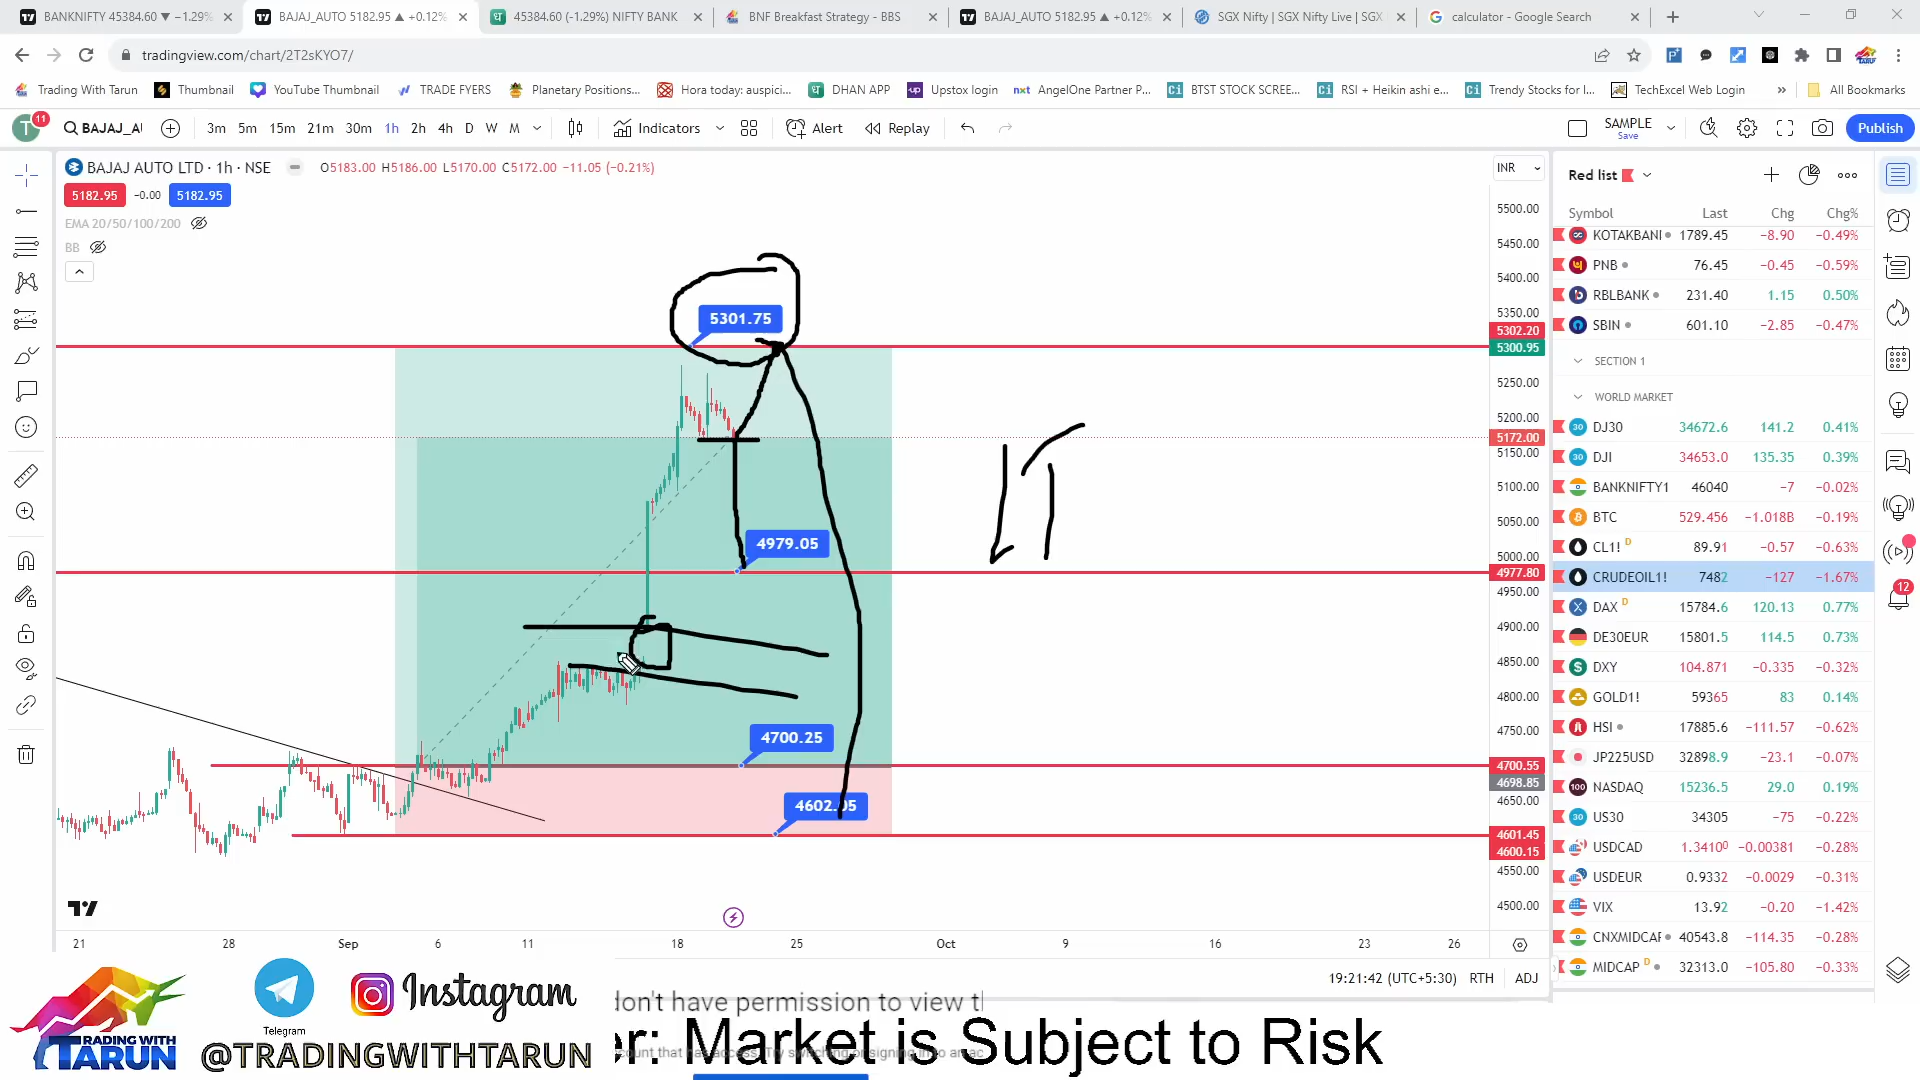 BANKNIFTY 45384.60 ▼ −1.29%
BAJAJ_AUTO 5182.95 ▲ +0.12%
45384.60 (-1.29%) NIFTY BANK
BNF Breakfast Strategy - BBS
BAJAJ_AUTO 5182.95 ▲ +0.12%
SGX Nifty | SGX Nifty Live | SGX
calculator - Google Search
tradingview.com/chart/2T2sKYO7/
Trading With Tarun
Thumbnail
YouTube Thumbnail
TRADE FYERS
Planetary Positions...
Hora today: auspici...
DHAN APP
Upstox login
AngelOne Partner P...
BTST STOCK SCREE...
RSI + Heikin ashi e...
Trendy Stocks for I...
TechExcel Web Login
All Bookmarks
T 11 BAJAJ_AU 3m 5m 15m 21m 30m 1h 2h 4h D W M Indicators Alert Replay SAMPLE Save Publish
BAJAJ AUTO LTD · 1h · NSE O5183.00 H5186.00 L5170.00 C5172.00 −11.05 (−0.21%)
INR
5182.95 -0.00 5182.95
EMA 20/50/100/200
BB
5301.75
4979.05
4700.25
4602.05
5500.00
5450.00
5400.00
5350.00
5302.20
5300.95
5250.00
5200.00
5172.00
5150.00
5100.00
5050.00
5000.00
4977.80
4950.00
4900.00
4850.00
4800.00
4750.00
4700.55
4698.85
4650.00
4601.45
4600.15
4550.00
4500.00
21 28 Sep 6 11 18 25 Oct 9 16 23 26
19:21:42 (UTC+5:30) RTH ADJ
Red list
Symbol Last Chg Chg%
KOTAKBANI 1789.45 −8.90 −0.49%
PNB 76.45 −0.45 −0.59%
RBLBANK 231.40 1.15 0.50%
SBIN 601.10 −2.85 −0.47%
SECTION 1
WORLD MARKET
DJ30 34672.6 141.2 0.41%
DJI 34653.0 135.35 0.39%
BANKNIFTY1 46040 −7 −0.02%
BTC 529.456 −1.018B −0.19%
CL1! D 89.91 −0.57 −0.63%
CRUDEOIL1! 7482 −127 −1.67%
DAX D 15784.6 120.13 0.77%
DE30EUR 15801.5 114.5 0.73%
DXY 104.871 −0.335 −0.32%
GOLD1! 59365 83 0.14%
HSI 17885.6 −111.57 −0.62%
JP225USD 32898.9 −23.1 −0.07%
NASDAQ 15236.5 29.0 0.19%
US30 34305 −75 −0.22%
USDCAD 1.34100 −0.00381 −0.28%
USDEUR 0.9332 −0.0029 −0.31%
VIX 13.92 −0.20 −1.42%
CNXMIDCAF 40543.8 −114.35 −0.28%
MIDCAP D 32313.0 −105.80 −0.33%
12
TRADING WITH TARUN
Telegram
Instagram
@TRADINGWITHTARUN
don't have permission to view t
er: Market is Subject to Risk